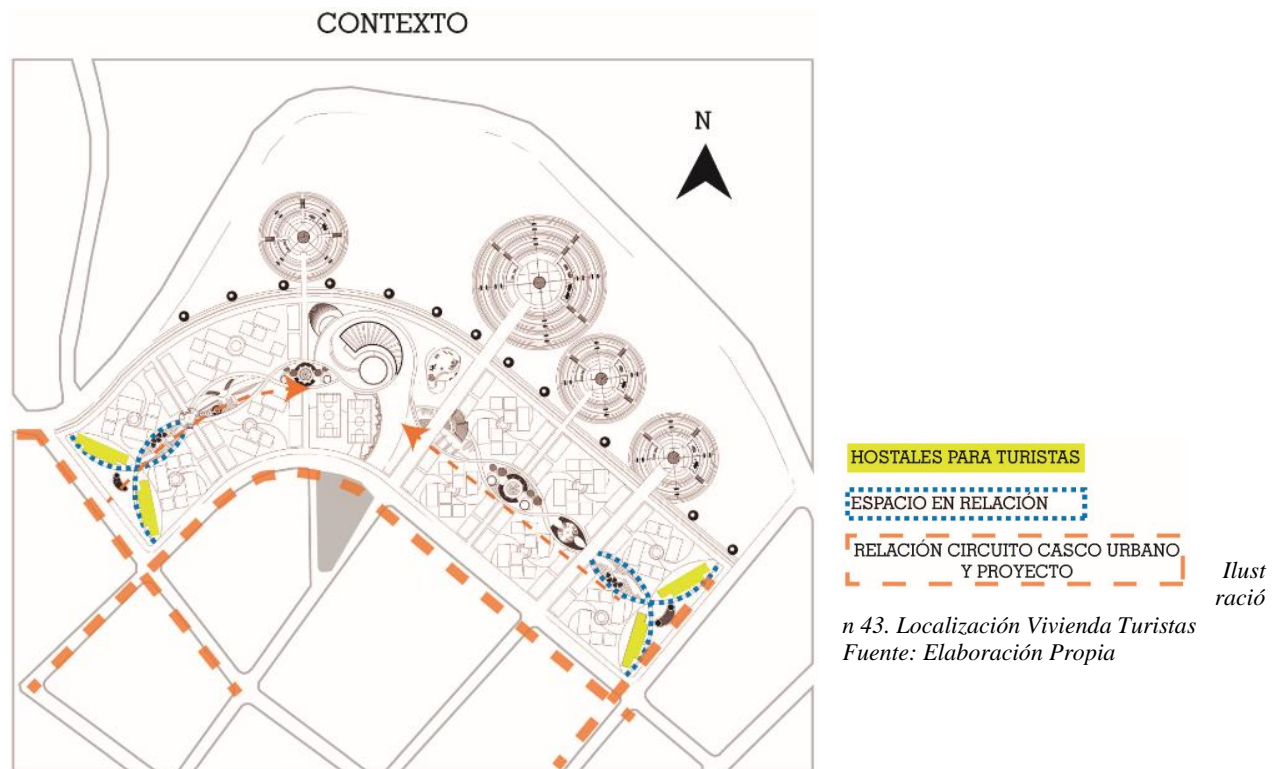 CONTEXTO
N
HOSTALES PARA TURISTAS
ESPACIO EN RELACIÓN
RELACIÓN CIRCUITO CASCO URBANO
Y PROYECTO
Ilust
ració
n 43. Localización Vivienda Turistas
Fuente: Elaboración Propia